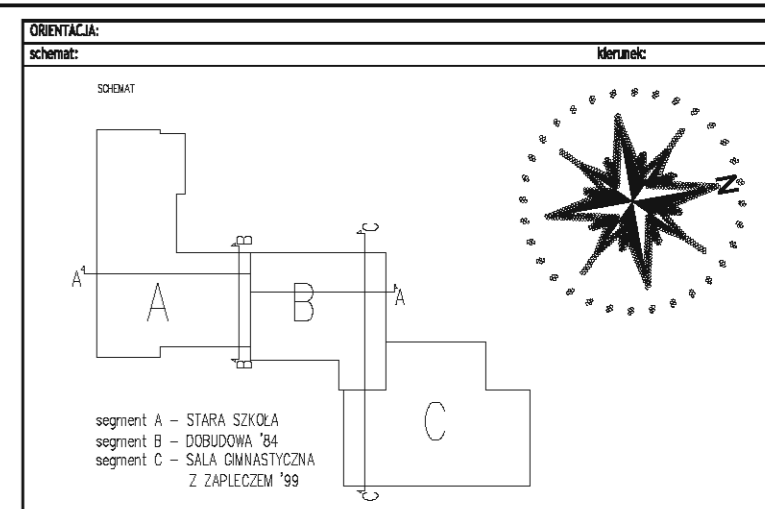 ORIENTACJA:
schemat:
kierunek:
SCHEMAT
N
C
B
A
A
B
A
B
C
segment A – STARA SZKOŁA
segment B – DOBUDOWA '84
segment C – SALA GIMNASTYCZNA
Z ZAPLECZEM '99
C